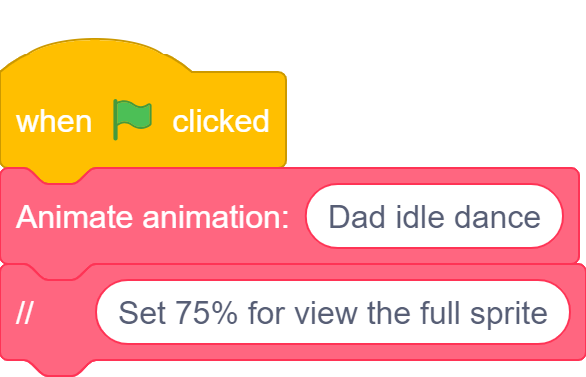 when clicked
Animate animation: Dad idle dance
// Set 75% for view the full sprite